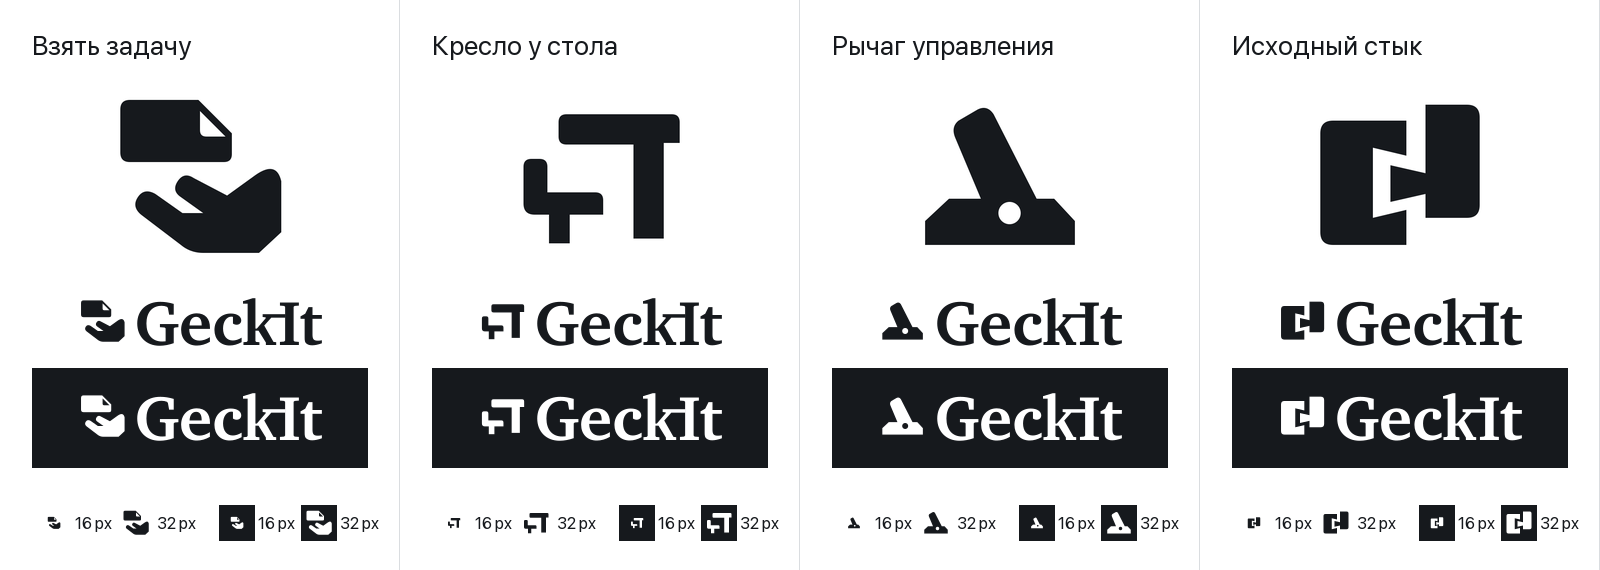 Взять задачу
GeckIt
GeckIt
16 px 32 px 16 px 32 px
Кресло у стола
GeckIt
GeckIt
16 px 32 px 16 px 32 px
Рычаг управления
GeckIt
GeckIt
16 px 32 px 16 px 32 px
Исходный стык
GeckIt
GeckIt
16 px 32 px 16 px 32 px